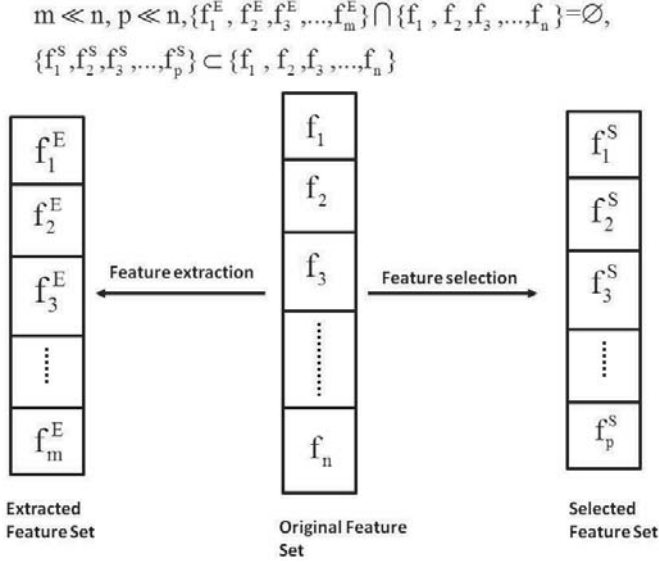 m ≪ n, p ≪ n,{f₁ᴱ, f₂ᴱ,f₃ᴱ,...,fₘᴱ}⋂{f₁, f₂,f₃,...,fₙ}=∅,
{f₁ˢ,f₂ˢ,f₃ˢ,...,fₚˢ} ⊂ {f₁, f₂,f₃,...,fₙ}
f₁ᴱ
f₂ᴱ
f₃ᴱ
......
fₘᴱ
Extracted
Feature Set
Feature extraction
f₁
f₂
f₃
..........
fₙ
Original Feature
Set
Feature selection
f₁ˢ
f₂ˢ
f₃ˢ
......
fₚˢ
Selected
Feature Set